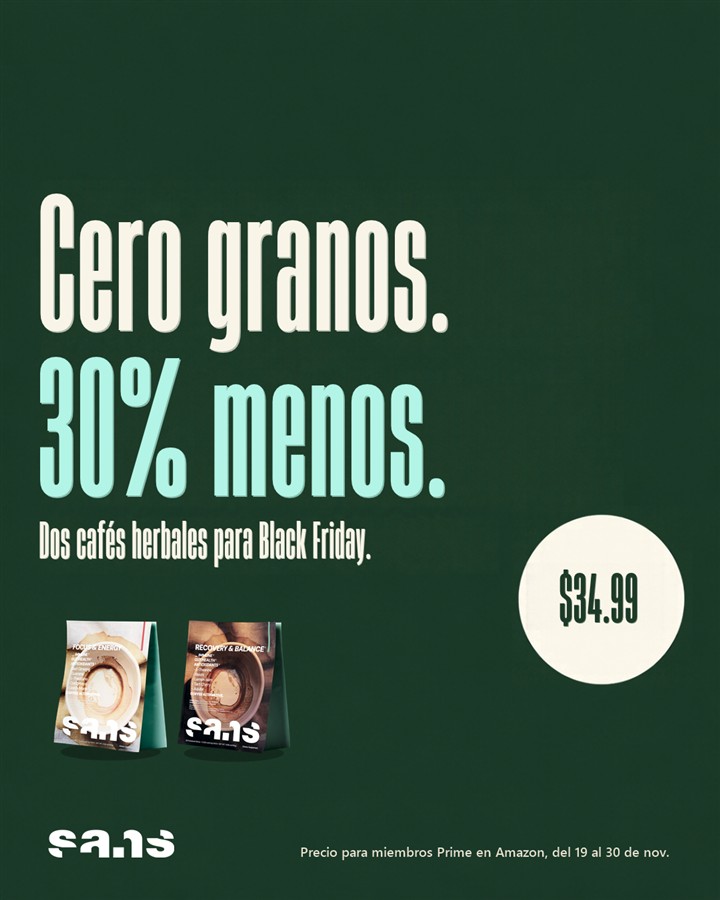 Cero granos.
30% menos.
Dos cafés herbales para Black Friday.
$34.99
FOCUS & ENERGY
RECOVERY & BALANCE
sans
sans
sans
Precio para miembros Prime en Amazon, del 19 al 30 de nov.